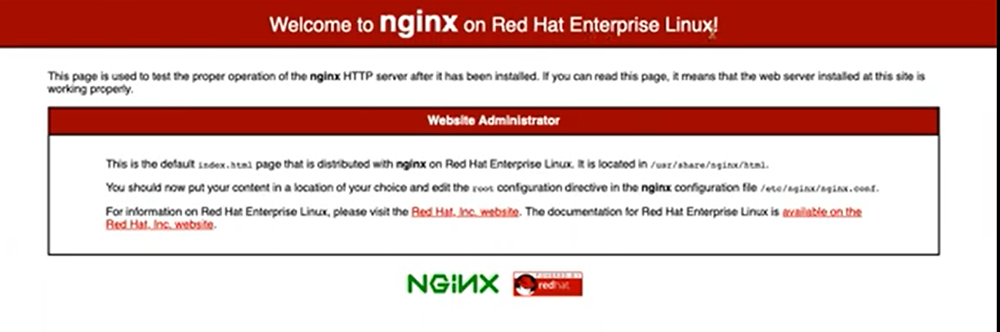 Welcome to nginx on Red Hat Enterprise Linux!
This page is used to test the proper operation of the nginx HTTP server after it has been installed. If you can read this page, it means that the web server installed at this site is
working properly.
Website Administrator
This is the default index.html page that is distributed with nginx on Red Hat Enterprise Linux. It is located in /usr/share/nginx/html.
You should now put your content in a location of your choice and edit the root configuration directive in the nginx configuration file /etc/nginx/nginx.conf.
For information on Red Hat Enterprise Linux, please visit the Red Hat, Inc. website. The documentation for Red Hat Enterprise Linux is available on the
Red Hat, Inc. website.
NGiNX
POWERED BY
redhat